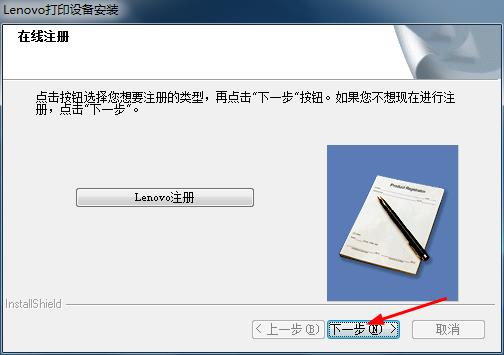 Lenovo打印设备安装
在线注册
点击按钮选择您想要注册的类型，再点击“下一步”按钮。如果您不想现在进行注
册，点击“下一步”。
Lenovo注册
Product Registration
InstallShield
< 上一步(B)
下一步(N) >
取消